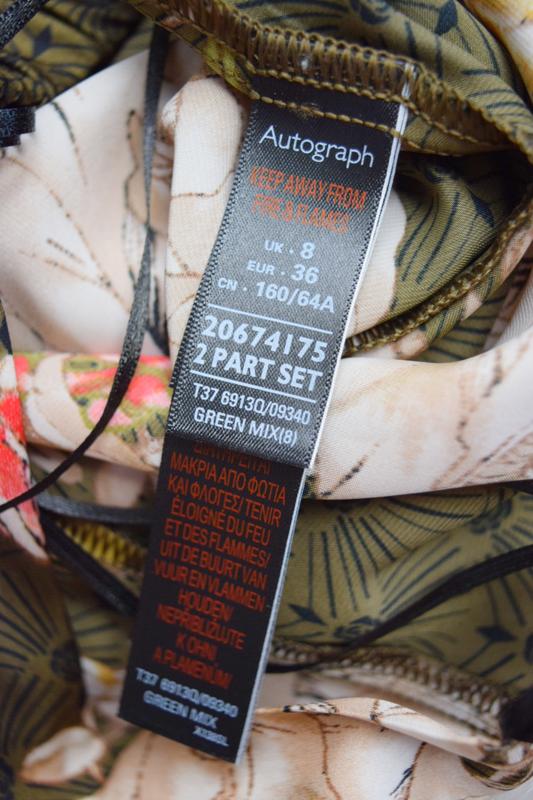 Autograph
KEEP AWAY FROM
FIRE & FLAMES
UK · 8
EUR · 36
CN · 160/64A
20674175
2 PART SET
T37 6913Q/09340
GREEN MIX(8)
ΜΑΚΡΙΑ ΑΠΟ ΦΩΤΙΑ
ΚΑΙ ΦΛΟΓΕΣ/ TENIR
ÉLOIGNÉ DU FEU
ET DES FLAMMES/
UIT DE BUURT VAN
VUUR EN VLAMMEN
HOUDEN/
NEPRIBLIŽUJTE
K OHNI
A PLAMENŮM/
T37 6913Q/09340
GREEN MIX